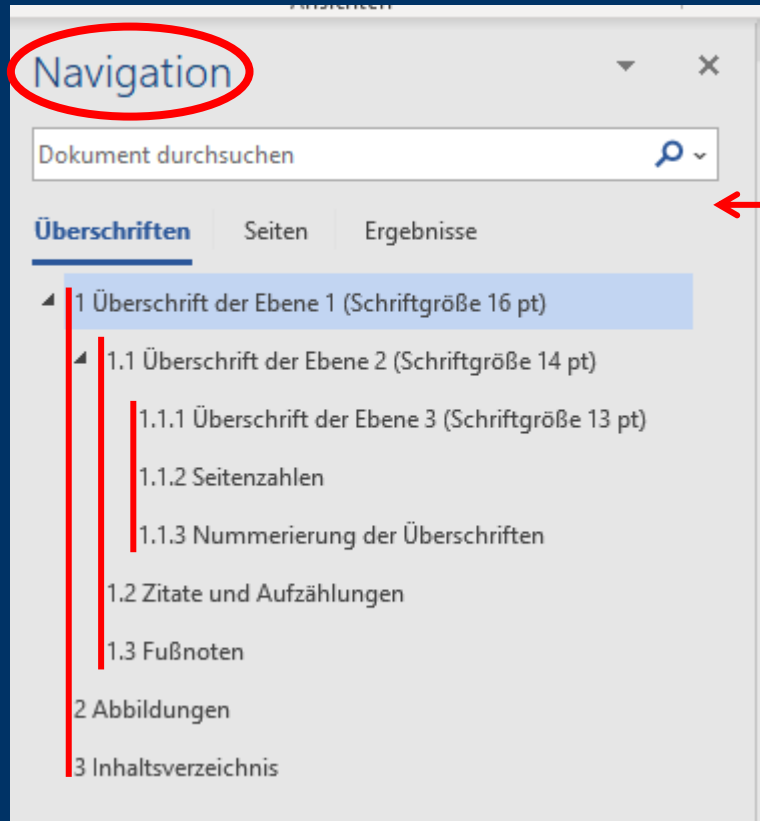 Navigation
Dokument durchsuchen
Überschriften Seiten Ergebnisse
1 Überschrift der Ebene 1 (Schriftgröße 16 pt)
1.1 Überschrift der Ebene 2 (Schriftgröße 14 pt)
1.1.1 Überschrift der Ebene 3 (Schriftgröße 13 pt)
1.1.2 Seitenzahlen
1.1.3 Nummerierung der Überschriften
1.2 Zitate und Aufzählungen
1.3 Fußnoten
2 Abbildungen
3 Inhaltsverzeichnis